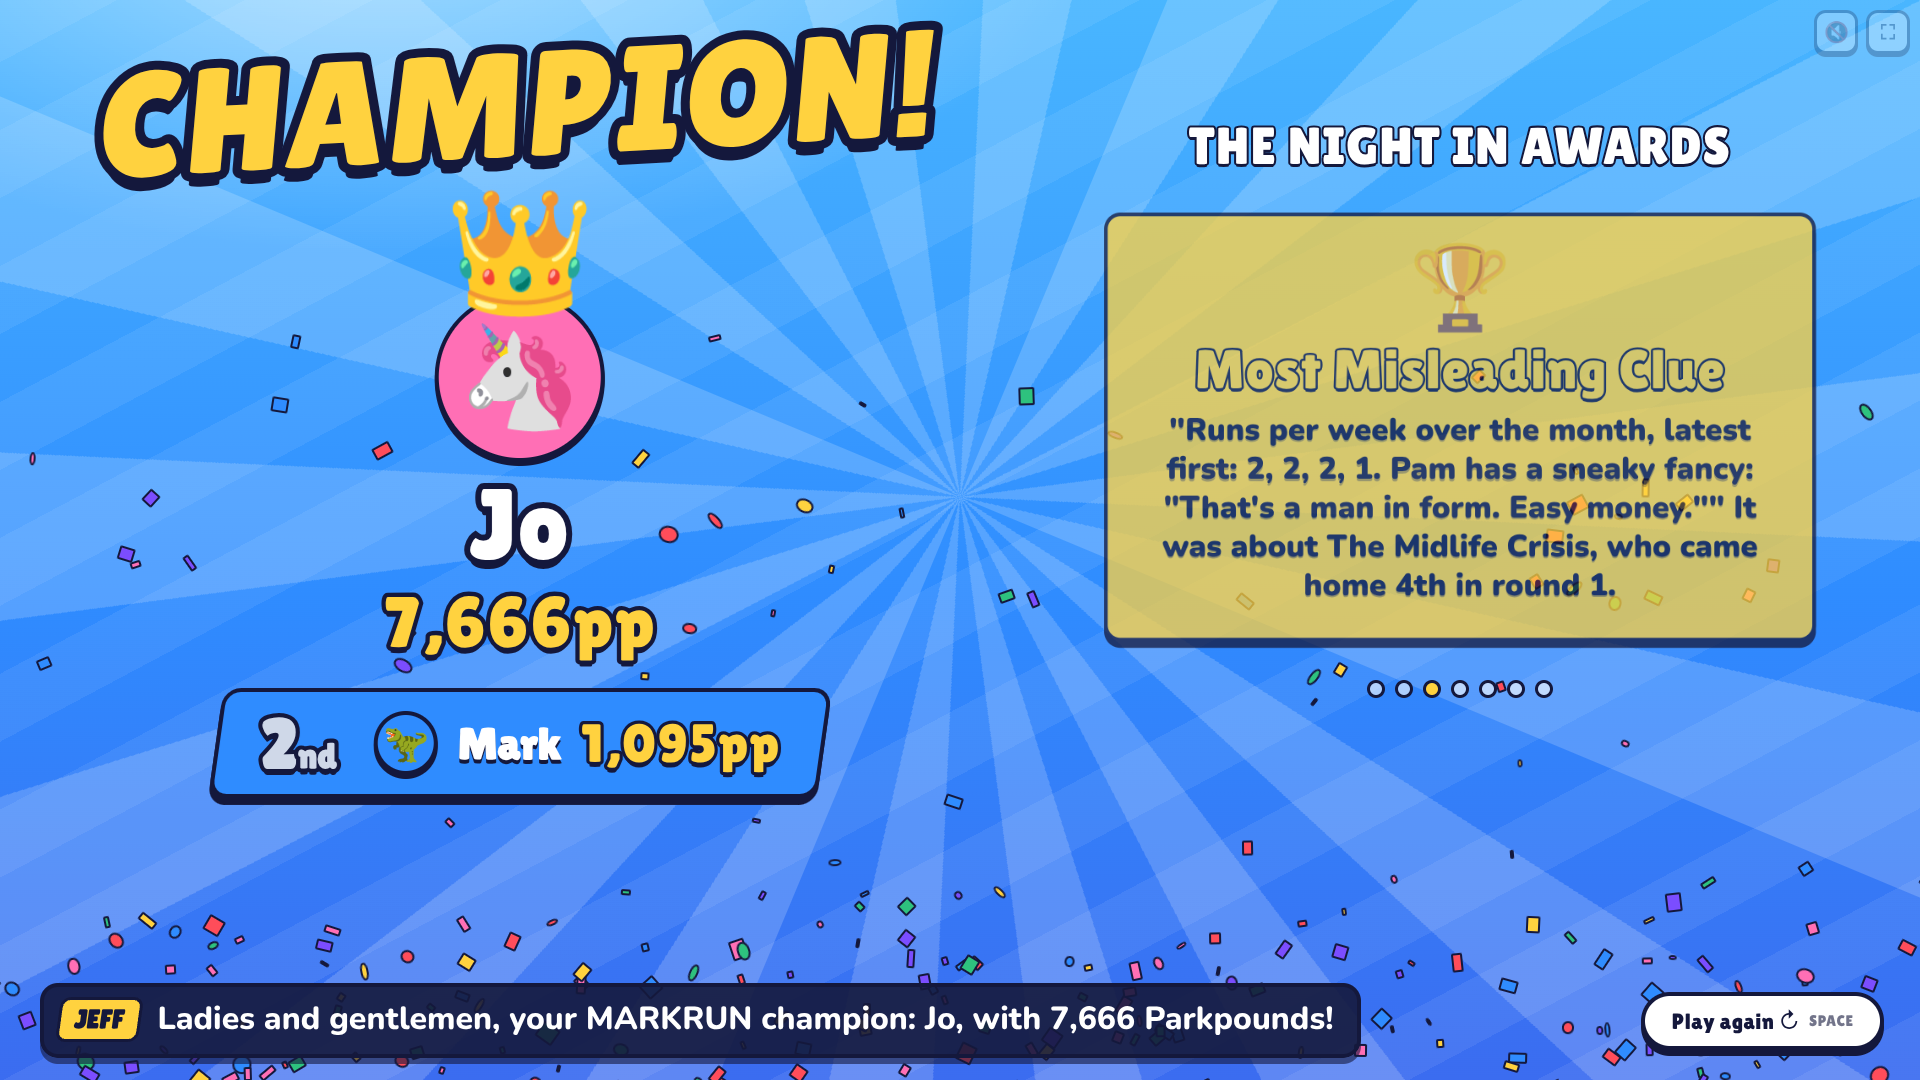 CHAMPION!
Jo
7,666pp
2nd Mark 1,095pp
THE NIGHT IN AWARDS
Most Misleading Clue
"Runs per week over the month, latest
first: 2, 2, 2, 1. Pam has a sneaky fancy:
"That's a man in form. Easy money."" It
was about The Midlife Crisis, who came
home 4th in round 1.
JEFF Ladies and gentlemen, your MARKRUN champion: Jo, with 7,666 Parkpounds!
Play again SPACE